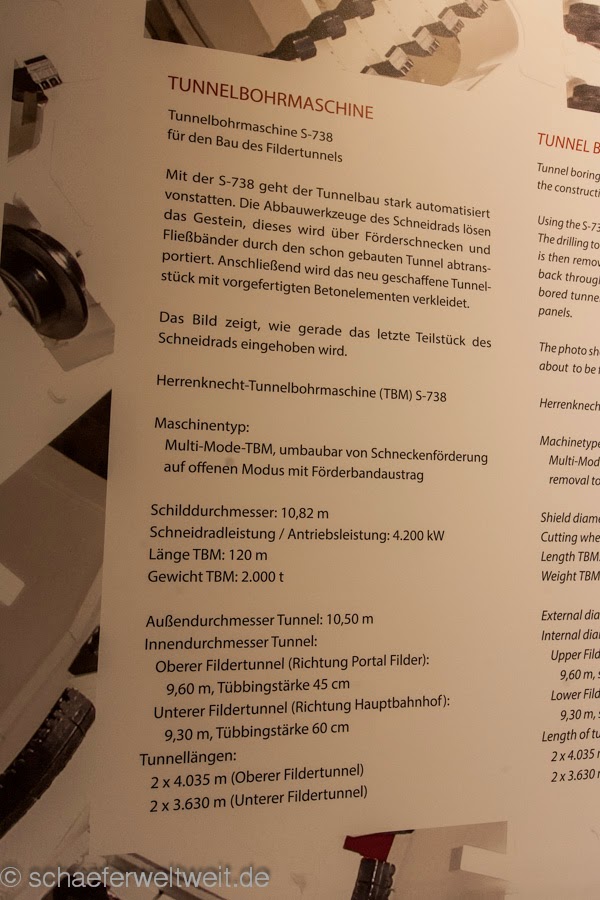 TUNNELBOHRMASCHINE
Tunnelbohrmaschine S-738
für den Bau des Fildertunnels
Mit der S-738 geht der Tunnelbau stark automatisiert
vonstatten. Die Abbauwerkzeuge des Schneidrads lösen
das Gestein, dieses wird über Förderschnecken und
Fließbänder durch den schon gebauten Tunnel abtrans-
portiert. Anschließend wird das neu geschaffene Tunnel-
stück mit vorgefertigten Betonelementen verkleidet.
Das Bild zeigt, wie gerade das letzte Teilstück des
Schneidrads eingehoben wird.
Herrenknecht-Tunnelbohrmaschine (TBM) S-738
Maschinentyp:
Multi-Mode-TBM, umbaubar von Schneckenförderung
auf offenen Modus mit Förderbandaustrag
Schilddurchmesser: 10,82 m
Schneidradleistung / Antriebsleistung: 4.200 kW
Länge TBM: 120 m
Gewicht TBM: 2.000 t
Außendurchmesser Tunnel: 10,50 m
Innendurchmesser Tunnel:
Oberer Fildertunnel (Richtung Portal Filder):
9,60 m, Tübbingstärke 45 cm
Unterer Fildertunnel (Richtung Hauptbahnhof):
9,30 m, Tübbingstärke 60 cm
Tunnellängen:
2 x 4.035 m (Oberer Fildertunnel)
2 x 3.630 m (Unterer Fildertunnel)
TUNNEL B
Tunnel boring
the constructi
Using the S-73
The drilling to
is then remov
back through
bored tunne
panels.
The photo sh
about to be
Herrenknech
Machinetype
Multi-Mod
removal to
Shield diame
Cutting whe
Length TBM:
Weight TBM
External dia
Internal dia
Upper Fild
9,60 m, s
Lower Fild
9,30 m, s
Length of tu
2 x 4.035 m
2 x 3.630 m
© schaeferweltweit.de